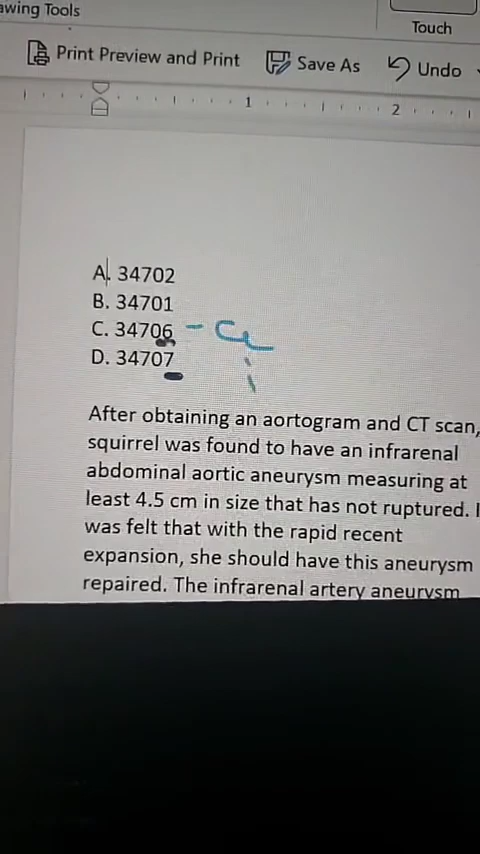 awing Tools
Touch
Print Preview and Print Save As Undo
1 2
A. 34702
B. 34701
C. 34706 -
D. 34707
After obtaining an aortogram and CT scan,
squirrel was found to have an infrarenal
abdominal aortic aneurysm measuring at
least 4.5 cm in size that has not ruptured. I
was felt that with the rapid recent
expansion, she should have this aneurysm
repaired. The infrarenal artery aneurysm